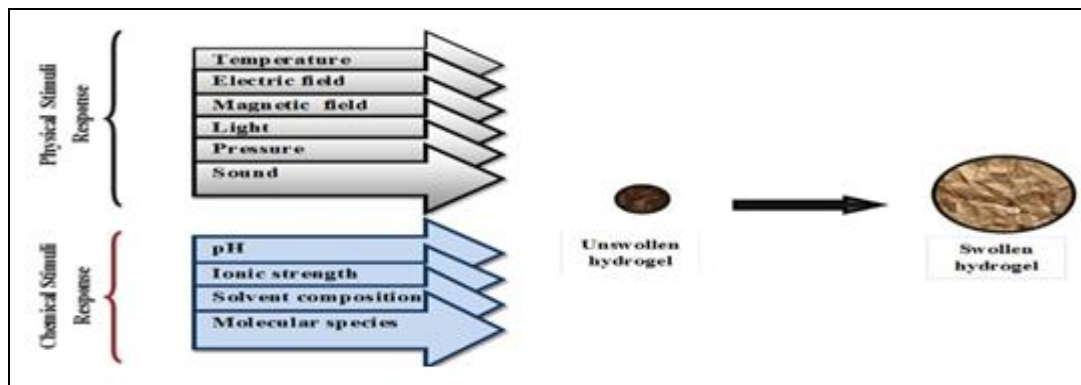 Physical Stimuli
Response
Temperature
Electric field
Magnetic field
Light
Pressure
Sound
Chemical Stimuli
Response
pH
Ionic strength
Solvent composition
Molecular species
Unswollen
hydrogel
Swollen
hydrogel